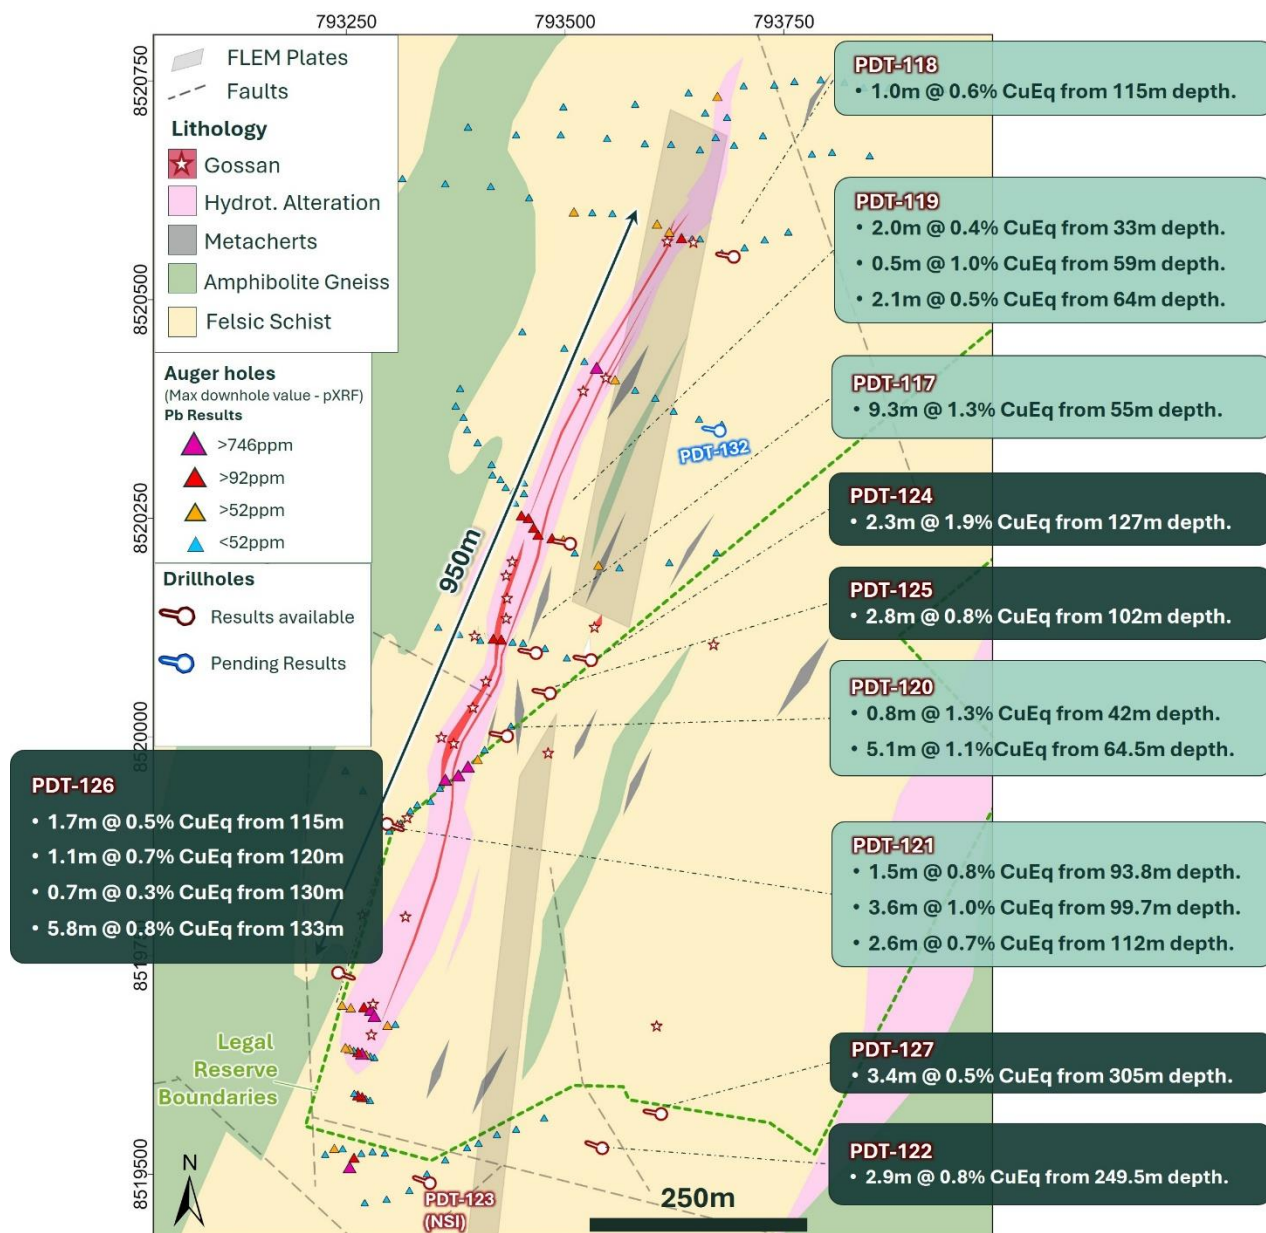 793250
793500
793750
8520750
8520500
8520250
8520000
8519500
FLEM Plates
Faults
Lithology
Gossan
Hydrot. Alteration
Metacherts
Amphibolite Gneiss
Felsic Schist
Auger holes
(Max downhole value - pXRF)
Pb Results
>746ppm
>92ppm
>52ppm
<52ppm
Drillholes
Results available
Pending Results
PDT-126
• 1.7m @ 0.5% CuEq from 115m
• 1.1m @ 0.7% CuEq from 120m
• 0.7m @ 0.3% CuEq from 130m
• 5.8m @ 0.8% CuEq from 133m
950m
PDT-132
Legal
Reserve
Boundaries
N
PDT-123
(NSI)
250m
PDT-118
• 1.0m @ 0.6% CuEq from 115m depth.
PDT-119
• 2.0m @ 0.4% CuEq from 33m depth.
• 0.5m @ 1.0% CuEq from 59m depth.
• 2.1m @ 0.5% CuEq from 64m depth.
PDT-117
• 9.3m @ 1.3% CuEq from 55m depth.
PDT-124
• 2.3m @ 1.9% CuEq from 127m depth.
PDT-125
• 2.8m @ 0.8% CuEq from 102m depth.
PDT-120
• 0.8m @ 1.3% CuEq from 42m depth.
• 5.1m @ 1.1%CuEq from 64.5m depth.
PDT-121
• 1.5m @ 0.8% CuEq from 93.8m depth.
• 3.6m @ 1.0% CuEq from 99.7m depth.
• 2.6m @ 0.7% CuEq from 112m depth.
PDT-127
• 3.4m @ 0.5% CuEq from 305m depth.
PDT-122
• 2.9m @ 0.8% CuEq from 249.5m depth.